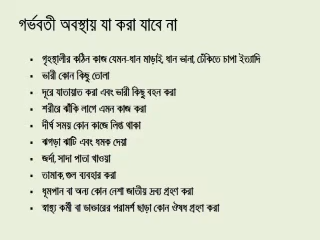 গর্ভবতী অবস্থায় যা করা যাবে না
▪ গৃহস্থালীর কঠিন কাজ যেমন-ধান মাড়াই, ধান ভানা, ঢেঁকিতে চাপা ইত্যাদি
▪ ভারী কোন কিছু তোলা
▪ দূরে যাতায়াত করা এবং ভারী কিছু বহন করা
▪ শরীরে ঝাঁকি লাগে এমন কাজ করা
▪ দীর্ঘ সময় কোন কাজে লিপ্ত থাকা
▪ ঝগড়া ঝাটি এবং ধমক দেয়া
▪ জর্দা, সাদা পাতা খাওয়া
▪ তামাক, গুল ব্যবহার করা
▪ ধূমপান বা অন্য কোন নেশা জাতীয় দ্রব্য গ্রহণ করা
▪ স্বাস্থ্য কর্মী বা ডাক্তারের পরামর্শ ছাড়া কোন ঔষধ গ্রহণ করা